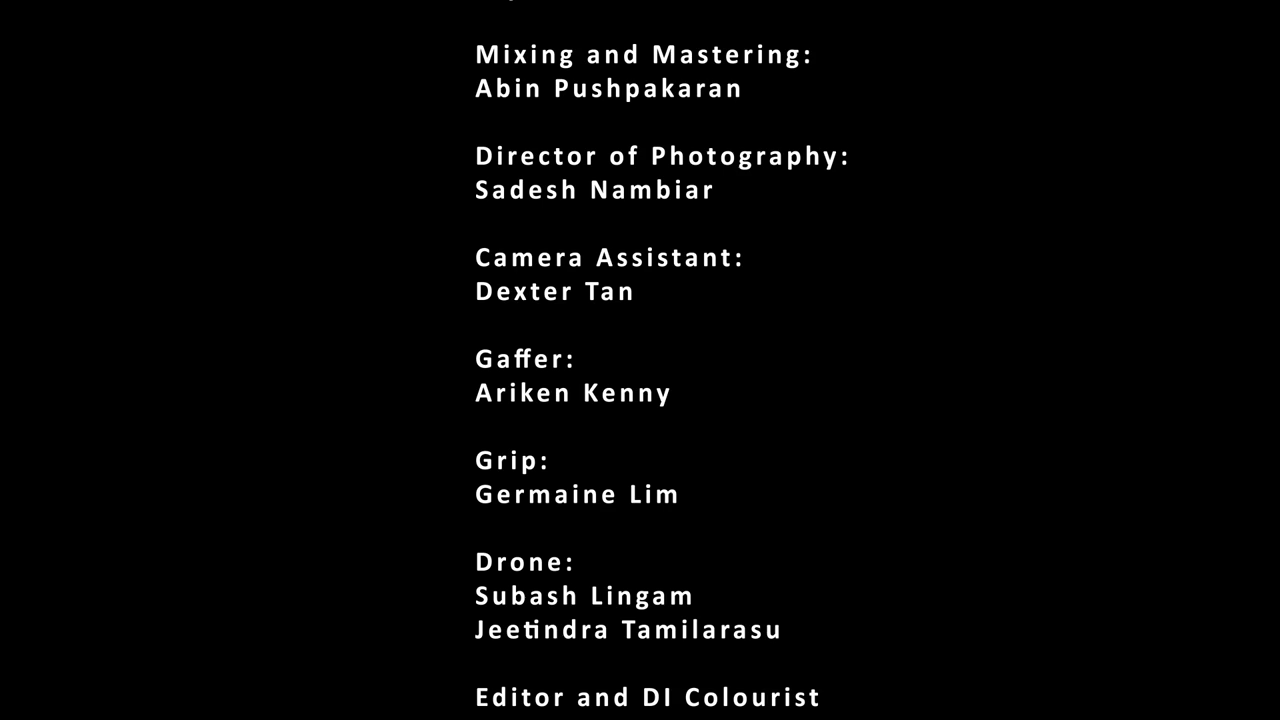 Mixing and Mastering:
Abin Pushpakaran
Director of Photography:
Sadesh Nambiar
Camera Assistant:
Dexter Tan
Gaffer:
Ariken Kenny
Grip:
Germaine Lim
Drone:
Subash Lingam
Jeetindra Tamilarasu
Editor and DI Colourist